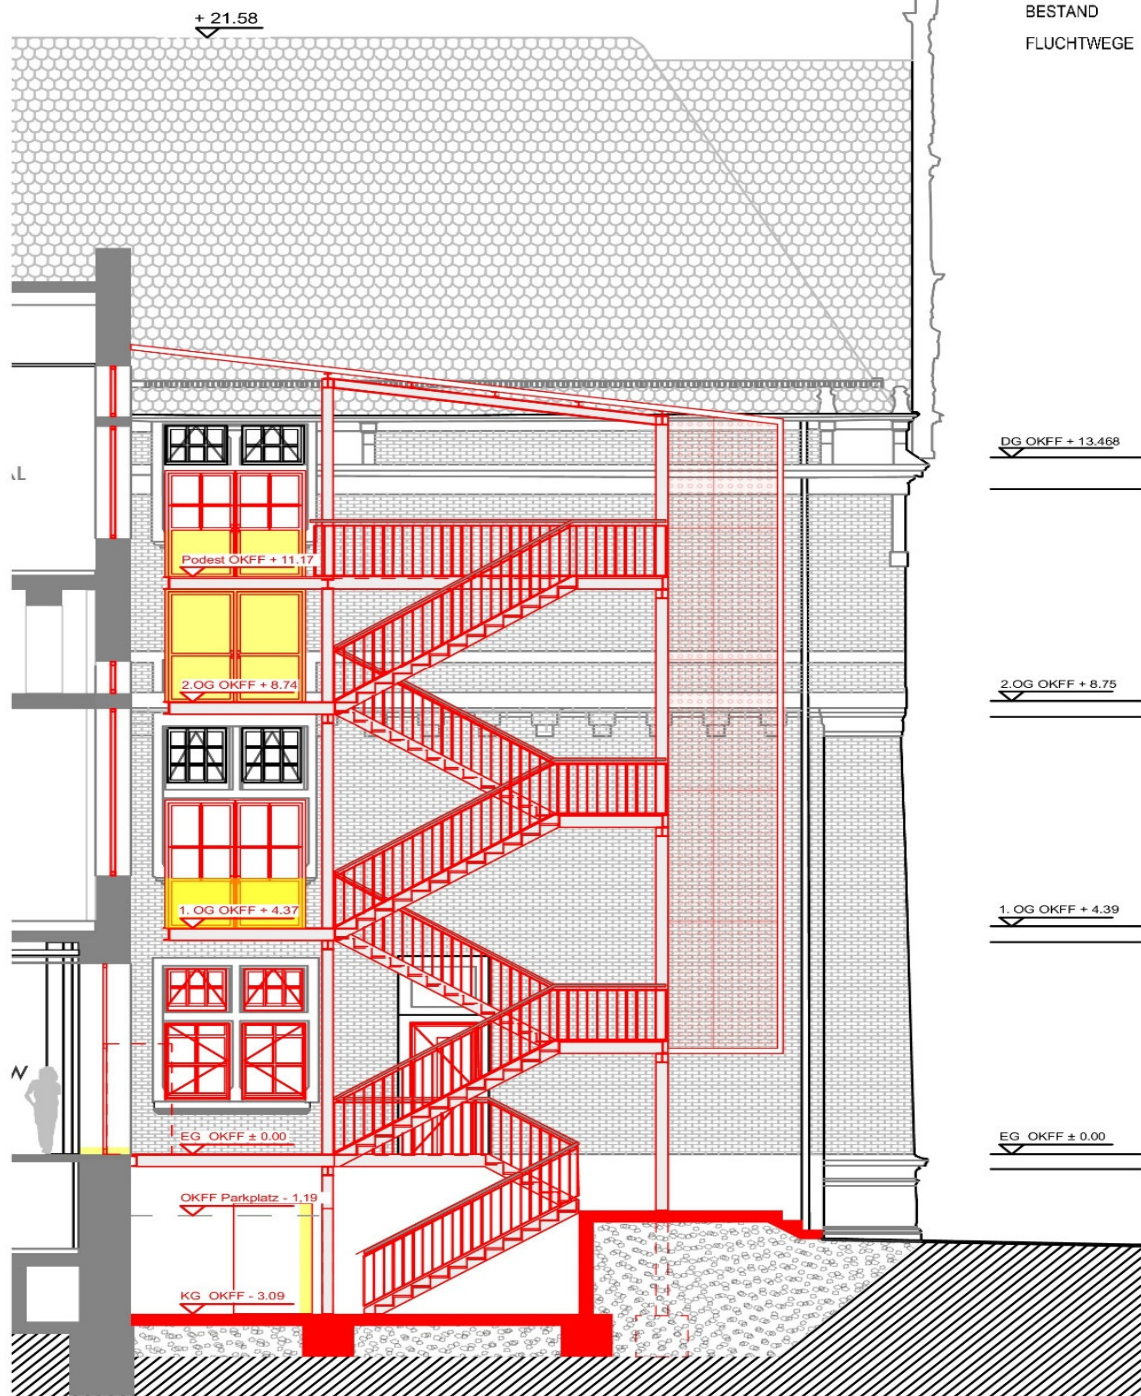 + 21.58
BESTAND
FLUCHTWEGE
DG OKFF + 13.468
AL
Podest OKFF + 11.17
2.OG OKFF + 8.74
2.OG OKFF + 8.75
1. OG OKFF + 4.37
1. OG OKFF + 4.39
W
EG OKFF ± 0.00
EG OKFF ± 0.00
OKFF Parkplatz - 1,19
KG OKFF - 3.09